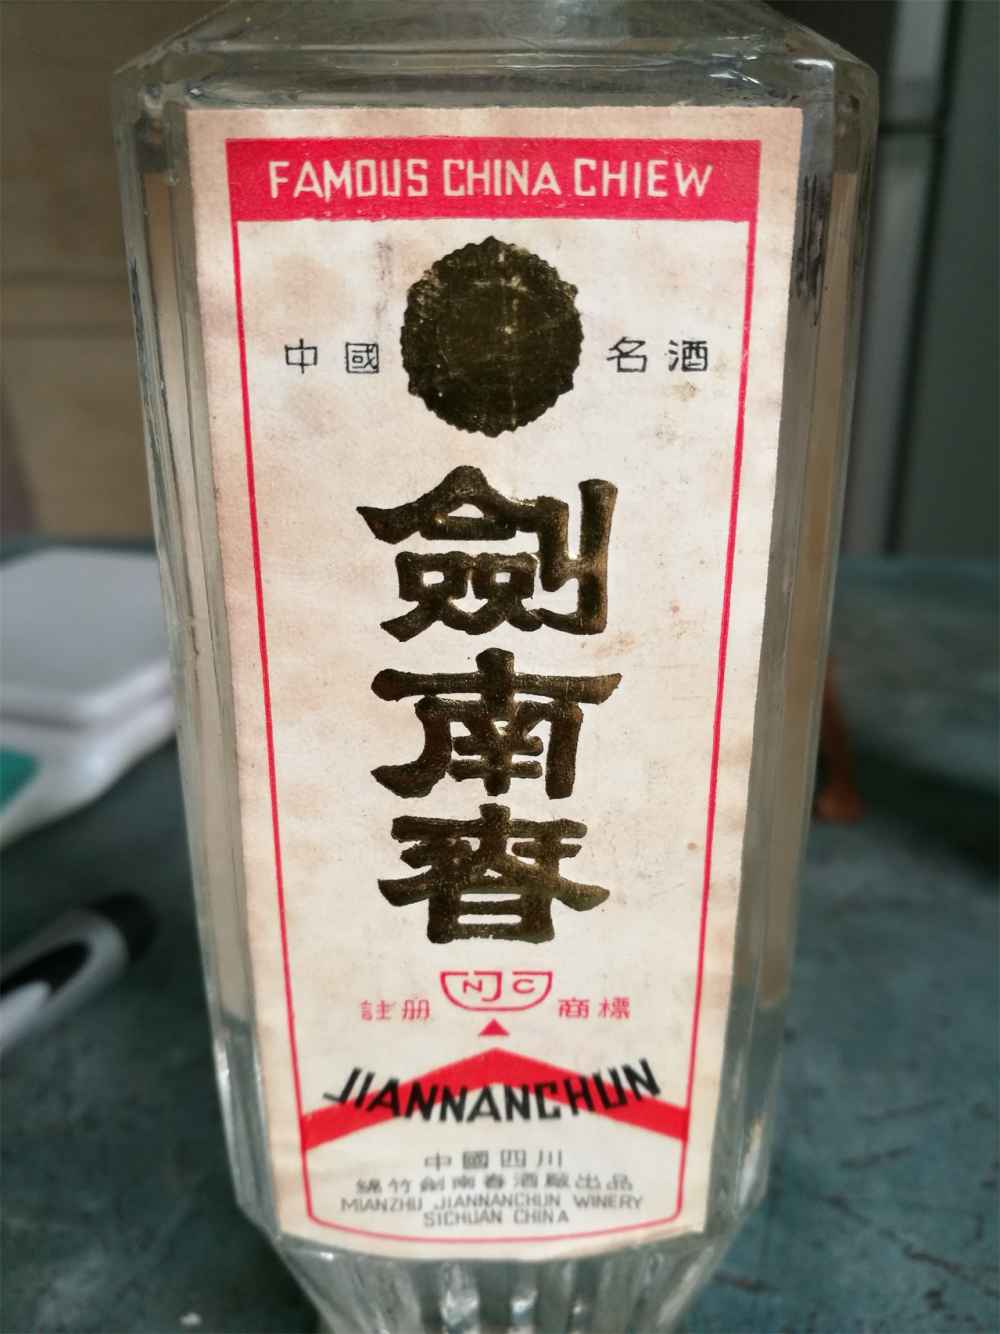 FAMOUS CHINA CHIEW
中國 名酒
劍
南
春
NJC
註册 商標
JIANNANCHUN
中國四川
綿竹劍南春酒廠出品
MIANZHU JIANNANCHUN WINERY
SICHUAN CHINA